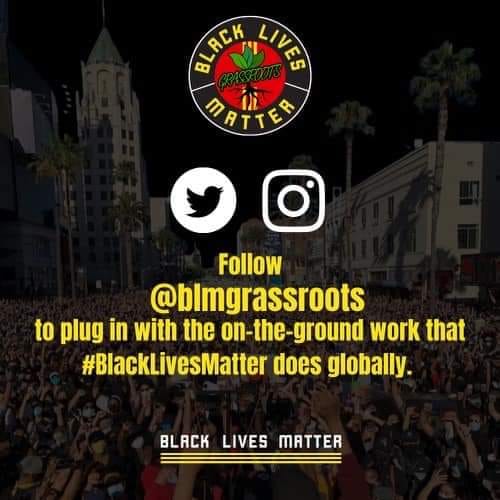 BLACK LIVES
GRASSROOTS
MATTER
Follow
@blmgrassroots
to plug in with the on-the-ground work that
#BlackLivesMatter does globally.
BLACK LIVES MATTER